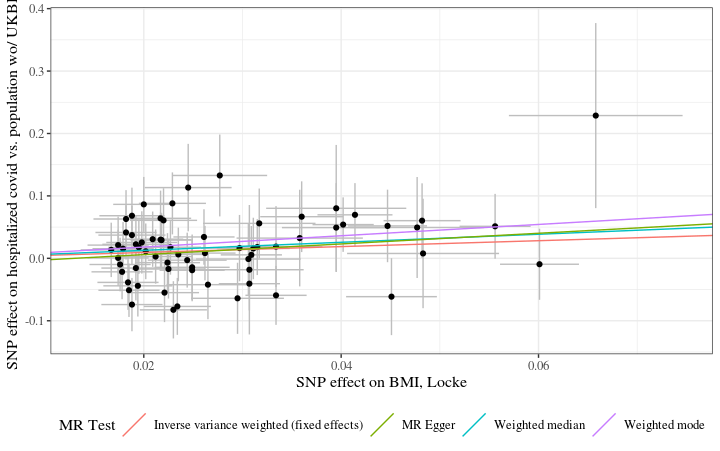 SNP effect on hospitalized covid vs. population wo/
0.4
0.3
0.2
0.1
0.0
-0.1
0.02 0.04 0.06
SNP effect on BMI, Locke
MR Test Inverse variance weighted (fixed effects) MR Egger Weighted median Weighted mode